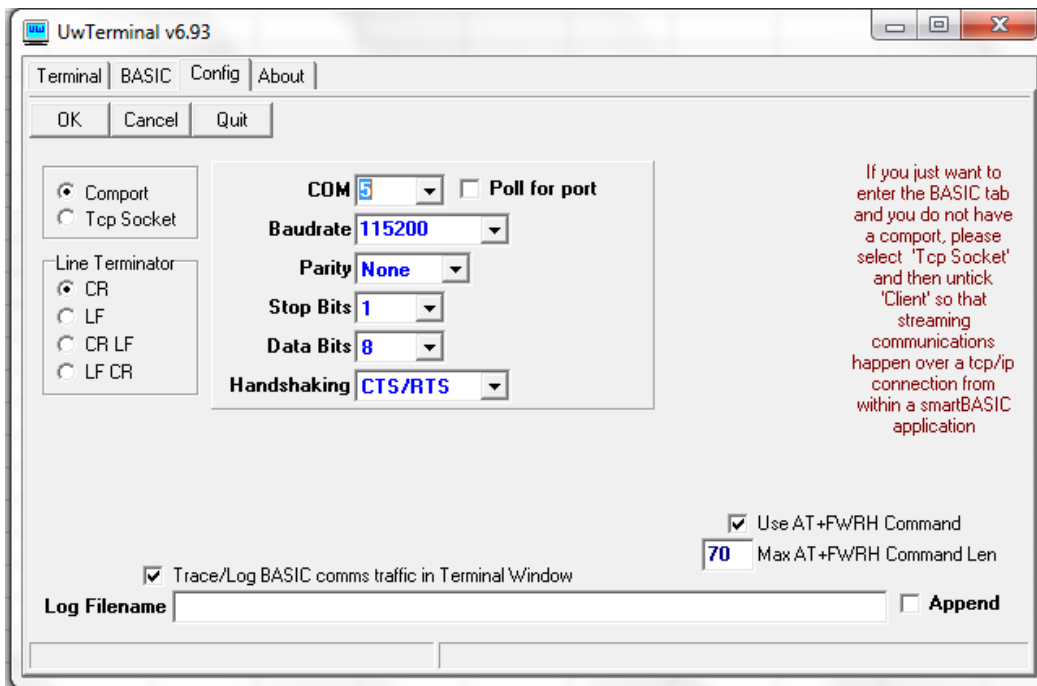 UwTerminal v6.93
Terminal BASIC Config About
OK Cancel Quit
Comport
Tcp Socket
Line Terminator
CR
LF
CR LF
LF CR
COM 5 Poll for port
Baudrate 115200
Parity None
Stop Bits 1
Data Bits 8
Handshaking CTS/RTS
If you just want to
enter the BASIC tab
and you do not have
a comport, please
select 'Tcp Socket'
and then untick
'Client' so that
streaming
communications
happen over a tcp/ip
connection from
within a smartBASIC
application
Use AT+FWRH Command
70 Max AT+FWRH Command Len
Trace/Log BASIC comms traffic in Terminal Window
Log Filename Append